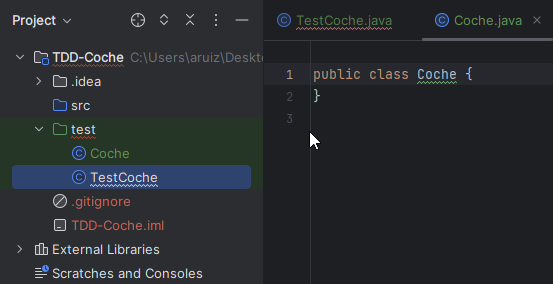 Project
TDD-Coche C:\Users\aruiz\Deskto
.idea
src
test
Coche
TestCoche
.gitignore
TDD-Coche.iml
External Libraries
Scratches and Consoles
TestCoche.java
Coche.java
1 public class Coche {
2 }
3